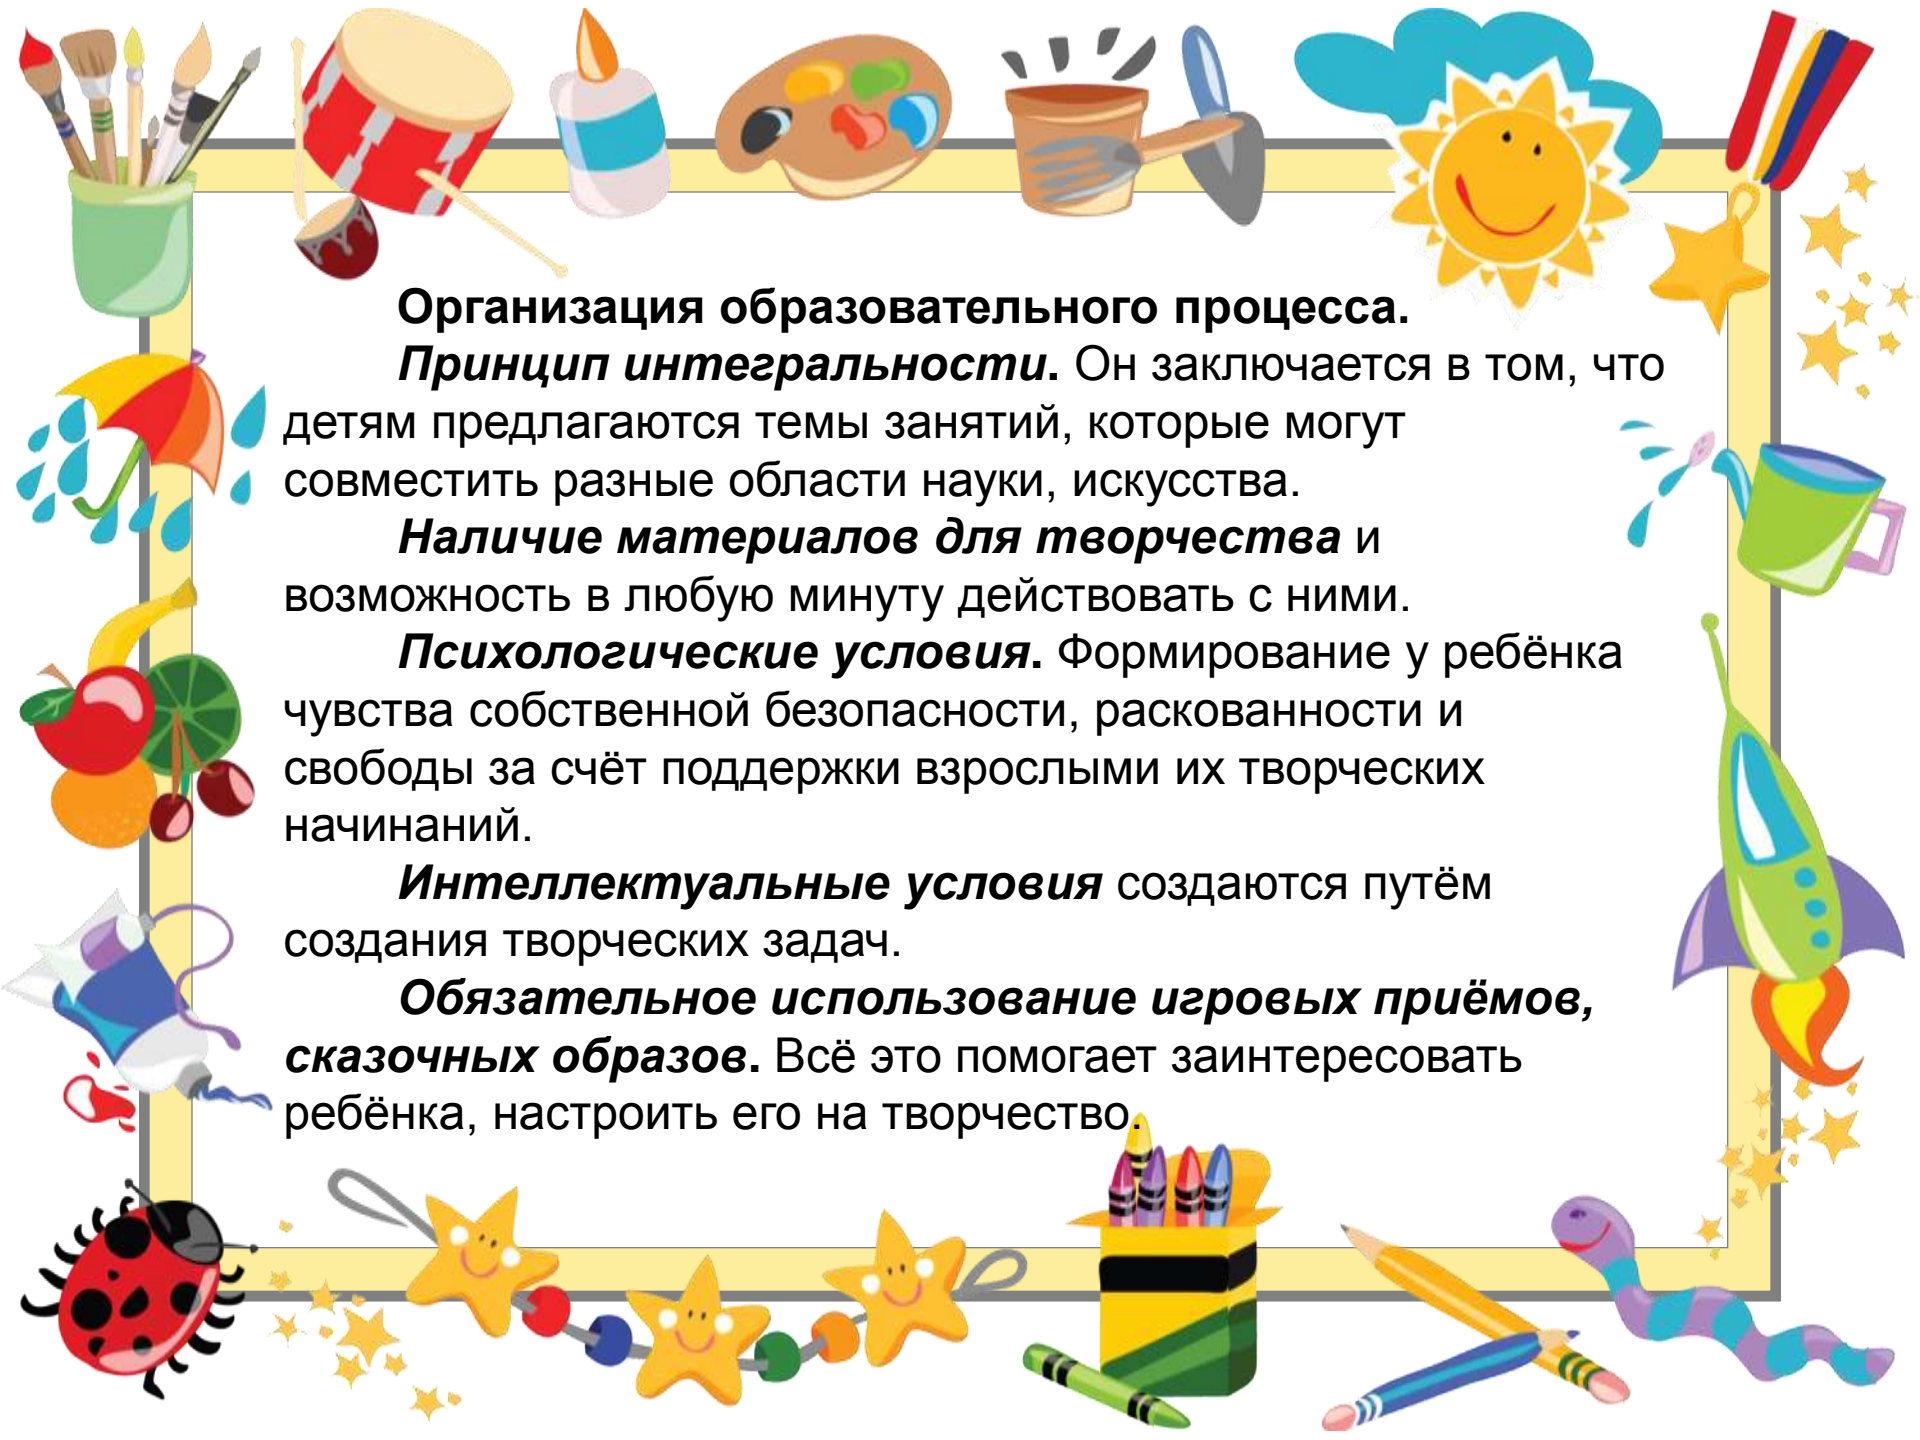 Организация образовательного процесса.
Принцип интегральности. Он заключается в том, что
детям предлагаются темы занятий, которые могут
совместить разные области науки, искусства.
Наличие материалов для творчества и
возможность в любую минуту действовать с ними.
Психологические условия. Формирование у ребёнка
чувства собственной безопасности, раскованности и
свободы за счёт поддержки взрослыми их творческих
начинаний.
Интеллектуальные условия создаются путём
создания творческих задач.
Обязательное использование игровых приёмов,
сказочных образов. Всё это помогает заинтересовать
ребёнка, настроить его на творчество.